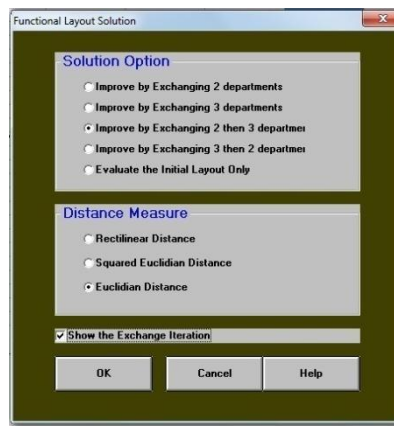 Functional Layout Solution
Solution Option
Improve by Exchanging 2 departments
Improve by Exchanging 3 departments
Improve by Exchanging 2 then 3 departmer
Improve by Exchanging 3 then 2 departmer
Evaluate the Initial Layout Only
Distance Measure
Rectilinear Distance
Squared Euclidian Distance
Euclidian Distance
Show the Exchange Iteration
OK Cancel Help